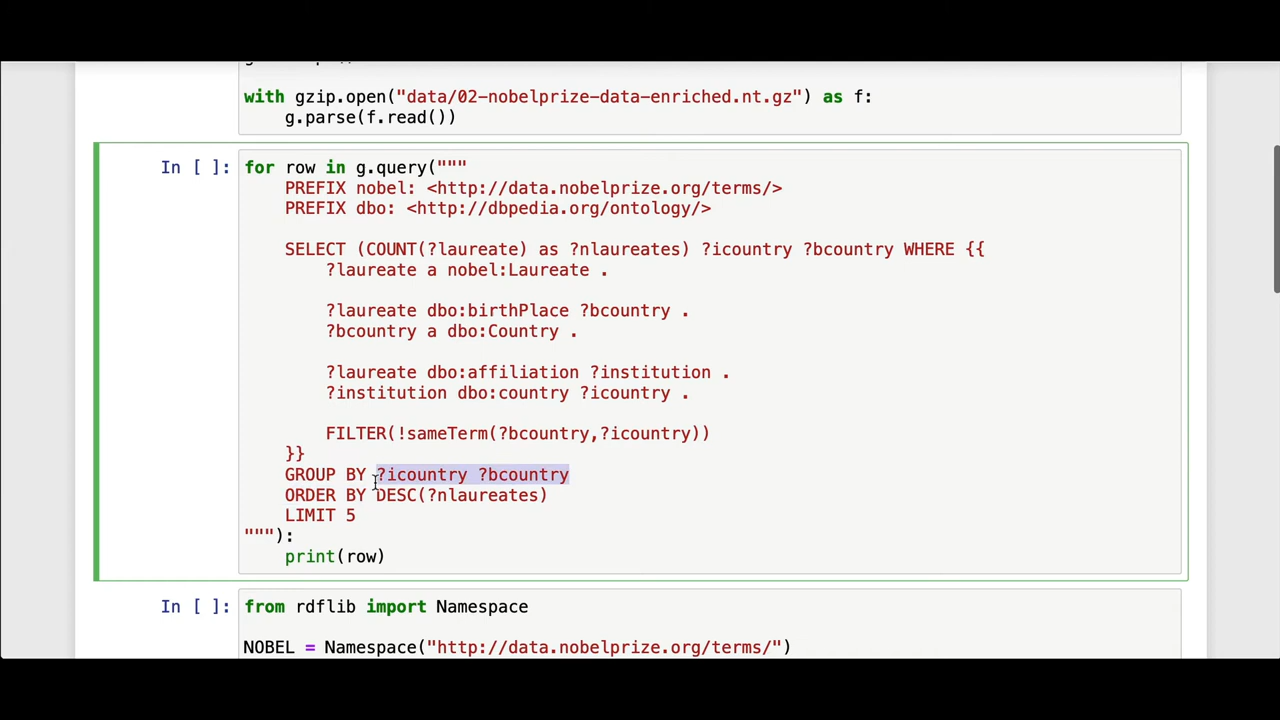 with gzip.open("data/02-nobelprize-data-enriched.nt.gz") as f:
g.parse(f.read())
In [ ]: for row in g.query("""
PREFIX nobel: <http://data.nobelprize.org/terms/>
PREFIX dbo: <http://dbpedia.org/ontology/>
SELECT (COUNT(?laureate) as ?nlaureates) ?icountry ?bcountry WHERE {{
?laureate a nobel:Laureate .
?laureate dbo:birthPlace ?bcountry .
?bcountry a dbo:Country .
?laureate dbo:affiliation ?institution .
?institution dbo:country ?icountry .
FILTER(!sameTerm(?bcountry,?icountry))
}}
GROUP BY ?icountry ?bcountry
ORDER BY DESC(?nlaureates)
LIMIT 5
"""):
print(row)
In [ ]: from rdflib import Namespace
NOBEL = Namespace("http://data.nobelprize.org/terms/")